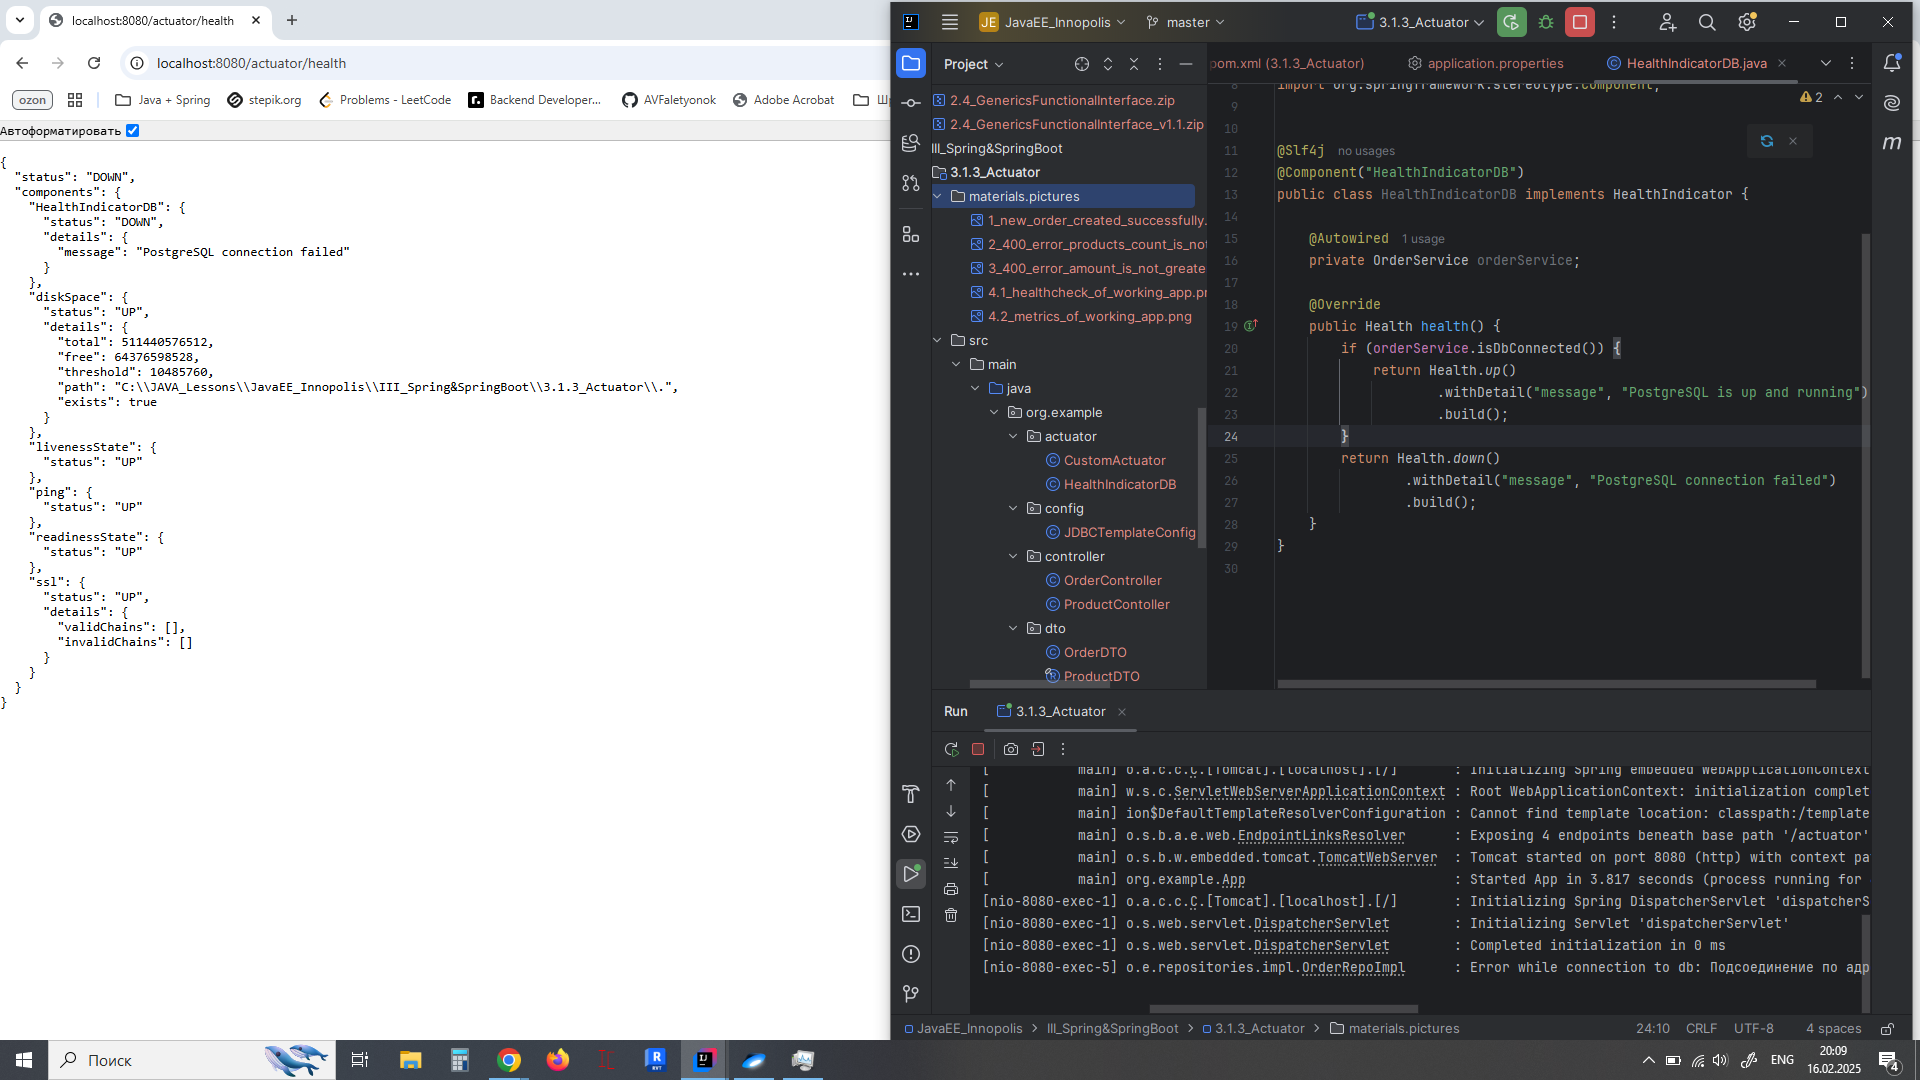 localhost:8080/actuator/health
localhost:8080/actuator/health
ozon
Java + Spring
stepik.org
Problems - LeetCode
Backend Developer...
AVFaletyonok
Adobe Acrobat
Автоформатировать
{
"status": "DOWN",
"components": {
"HealthIndicatorDB": {
"status": "DOWN",
"details": {
"message": "PostgreSQL connection failed"
}
},
"diskSpace": {
"status": "UP",
"details": {
"total": 511440576512,
"free": 64376598528,
"threshold": 10485760,
"path": "C:\\JAVA_Lessons\\JavaEE_Innopolis\\III_Spring&SpringBoot\\3.1.3_Actuator\\.",
"exists": true
}
},
"livenessState": {
"status": "UP"
},
"ping": {
"status": "UP"
},
"readinessState": {
"status": "UP"
},
"ssl": {
"status": "UP",
"details": {
"validChains": [],
"invalidChains": []
}
}
}
}
JE JavaEE_Innopolis
master
3.1.3_Actuator
Project
2.4_GenericsFunctionalInterface.zip
2.4_GenericsFunctionalInterface_v1.1.zip
III_Spring&SpringBoot
3.1.3_Actuator
materials.pictures
1_new_order_created_successfully.
2_400_error_products_count_is_not
3_400_error_amount_is_not_greate
4.1_healthcheck_of_working_app.p
4.2_metrics_of_working_app.png
src
main
java
org.example
actuator
CustomActuator
HealthIndicatorDB
config
JDBCTemplateConfig
controller
OrderController
ProductContoller
dto
OrderDTO
ProductDTO
pom.xml (3.1.3_Actuator)
application.properties
HealthIndicatorDB.java
2
8 import org.springframework.stereotype.Component;
9
10
11 @Slf4j no usages
12 @Component("HealthIndicatorDB")
13 public class HealthIndicatorDB implements HealthIndicator {
14
15 @Autowired 1 usage
16 private OrderService orderService;
17
18 @Override
19 public Health health() {
20 if (orderService.isDbConnected()) {
21 return Health.up()
22 .withDetail("message", "PostgreSQL is up and running")
23 .build();
24 }
25 return Health.down()
26 .withDetail("message", "PostgreSQL connection failed")
27 .build();
28 }
29 }
30
Run
3.1.3_Actuator
[ main] o.a.c.c.C.[Tomcat].[localhost].[/] : Initializing Spring embedded WebApplicationContext
[ main] w.s.c.ServletWebServerApplicationContext : Root WebApplicationContext: initialization complet
[ main] ion$DefaultTemplateResolverConfiguration : Cannot find template location: classpath:/template
[ main] o.s.b.a.e.web.EndpointLinksResolver : Exposing 4 endpoints beneath base path '/actuator'
[ main] o.s.b.w.embedded.tomcat.TomcatWebServer : Tomcat started on port 8080 (http) with context pa
[ main] org.example.App : Started App in 3.817 seconds (process running for
[nio-8080-exec-1] o.a.c.c.C.[Tomcat].[localhost].[/] : Initializing Spring DispatcherServlet 'dispatcherS
[nio-8080-exec-1] o.s.web.servlet.DispatcherServlet : Initializing Servlet 'dispatcherServlet'
[nio-8080-exec-1] o.s.web.servlet.DispatcherServlet : Completed initialization in 0 ms
[nio-8080-exec-5] o.e.repositories.impl.OrderRepoImpl : Error while connection to db: Подсоединение по адр
JavaEE_Innopolis
III_Spring&SpringBoot
3.1.3_Actuator
materials.pictures
24:10
CRLF
UTF-8
4 spaces
Поиск
ENG
20:09
16.02.2025
4